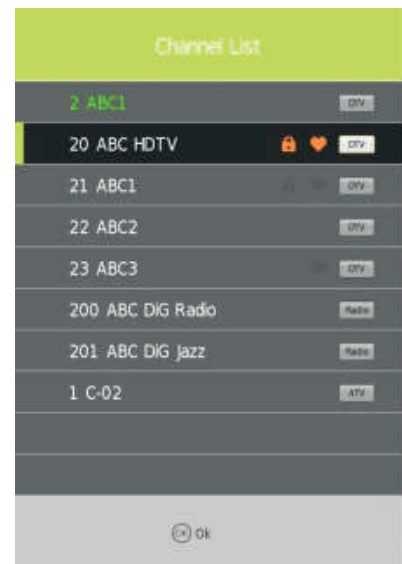 Channel List
2 ABC1 DTV
20 ABC HDTV DTV
21 ABC1 DTV
22 ABC2 DTV
23 ABC3 DTV
200 ABC DiG Radio Radio
201 ABC DiG Jazz Radio
1 C-02 ATV
OK Ok